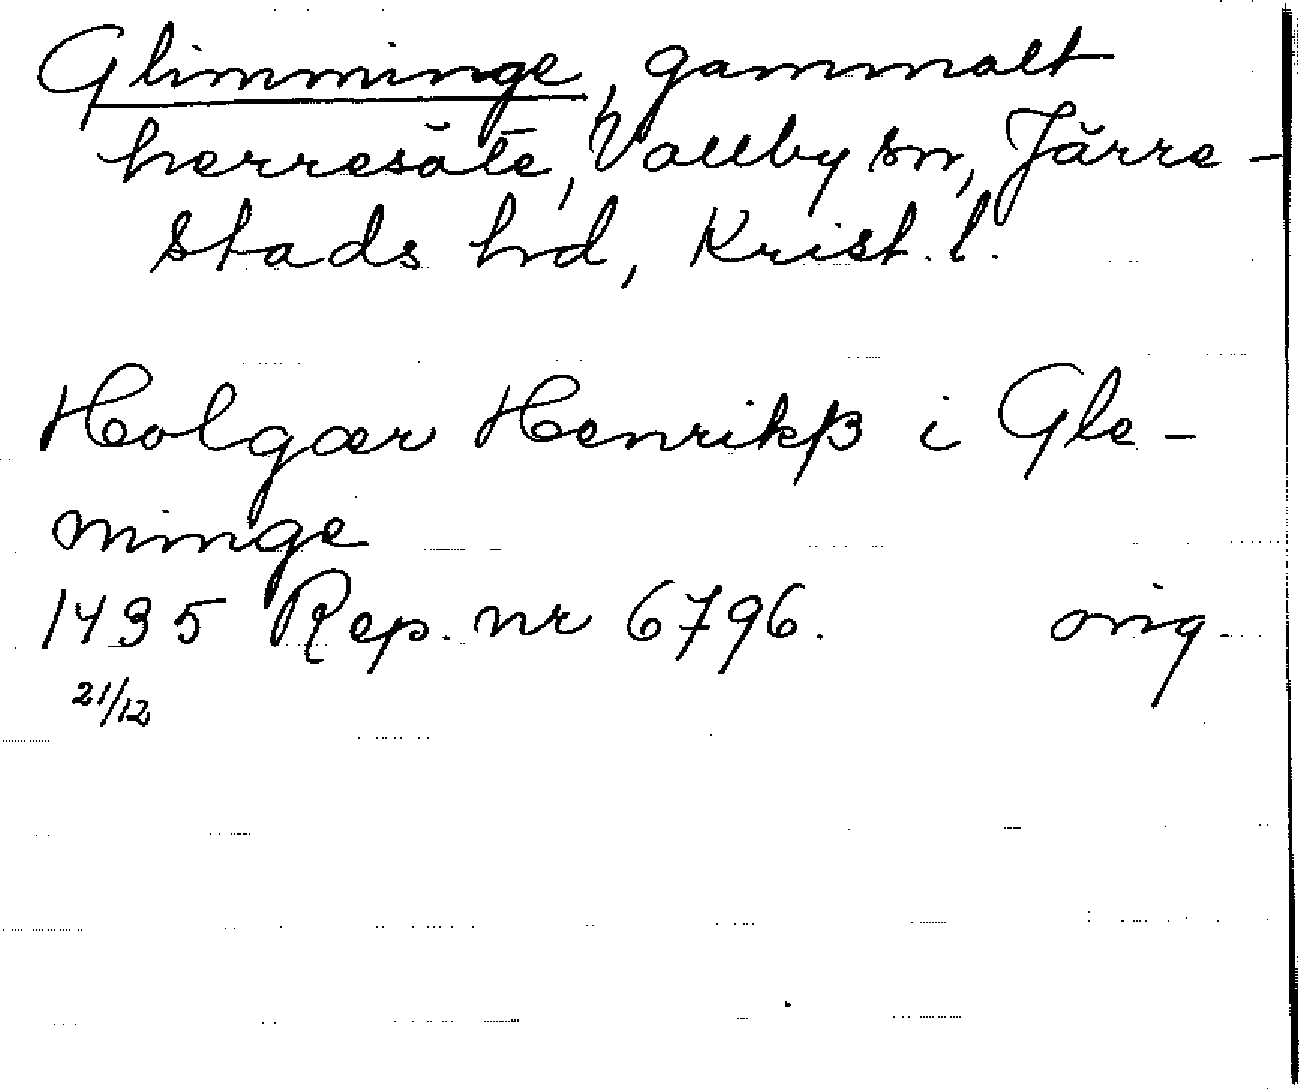 Glimminge, gammalt
herresäte, Vallby sn, Järre-
stads hd, Krist. l.
Holgær Henrikß i Gle-
minge
1495 Rep. nr 6796. orig.
21/12